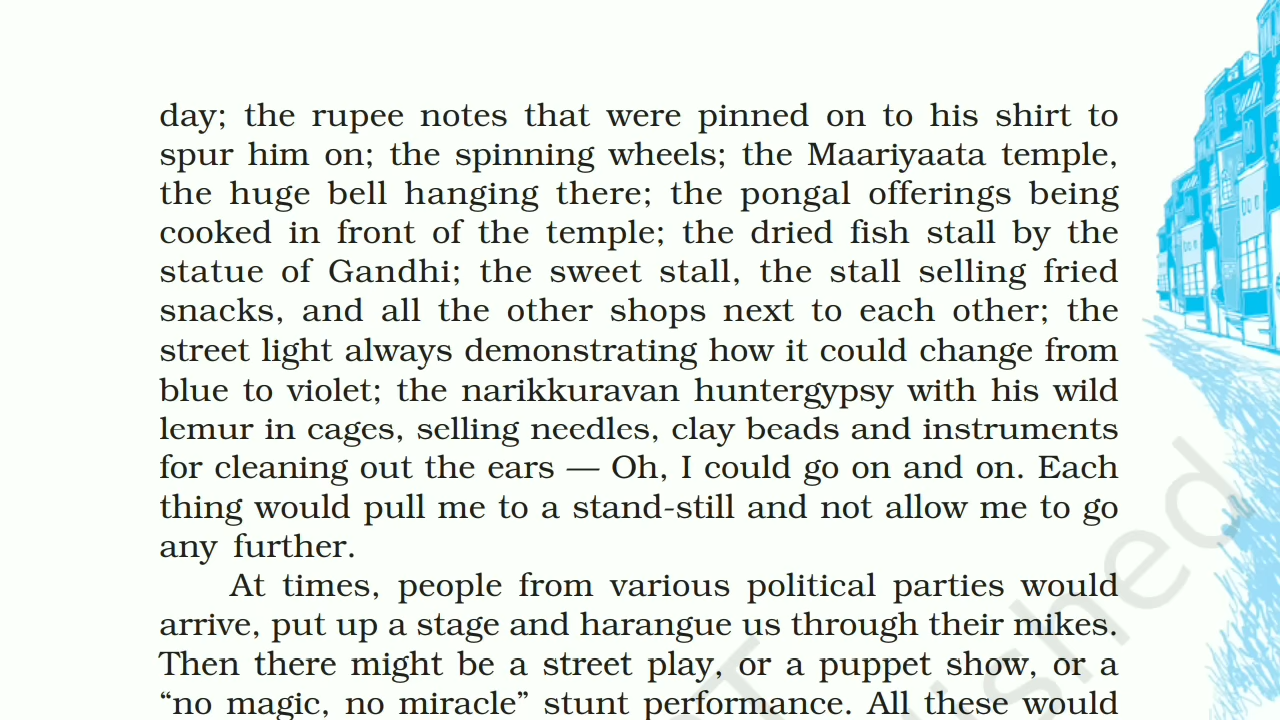 day; the rupee notes that were pinned on to his shirt to
spur him on; the spinning wheels; the Maariyaata temple,
the huge bell hanging there; the pongal offerings being
cooked in front of the temple; the dried fish stall by the
statue of Gandhi; the sweet stall, the stall selling fried
snacks, and all the other shops next to each other; the
street light always demonstrating how it could change from
blue to violet; the narikkuravan huntergypsy with his wild
lemur in cages, selling needles, clay beads and instruments
for cleaning out the ears — Oh, I could go on and on. Each
thing would pull me to a stand-still and not allow me to go
any further.
At times, people from various political parties would
arrive, put up a stage and harangue us through their mikes.
Then there might be a street play, or a puppet show, or a
“no magic, no miracle” stunt performance. All these would